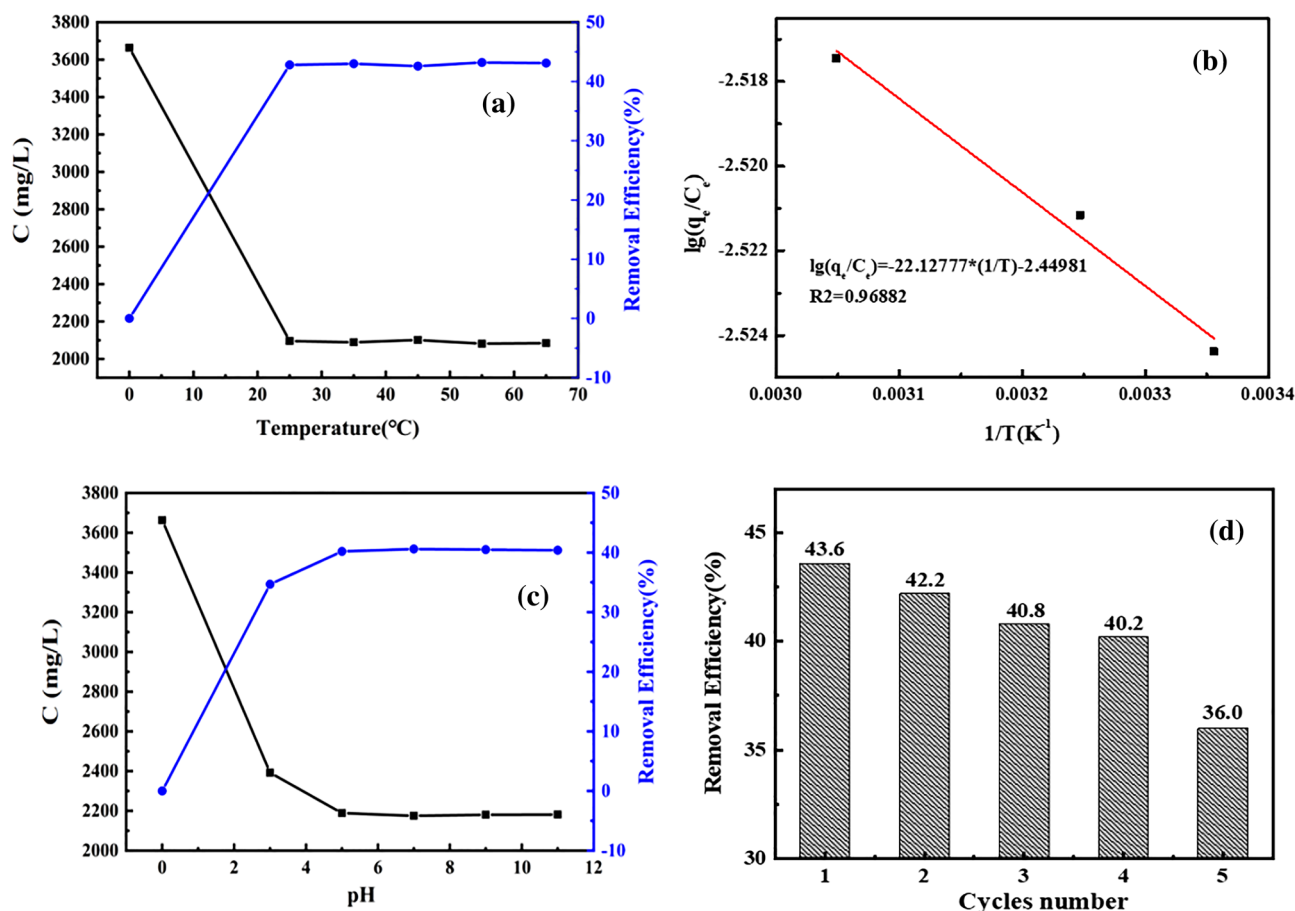 (a)
3800
3600
3400
3200
3000
2800
2600
2400
2200
2000
C (mg/L)
50
40
30
20
10
0
-10
Removal Efficiency(%)
0 10 20 30 40 50 60 70
Temperature(°C)
(b)
-2.518
-2.520
-2.522
-2.524
lg(qe/Ce)
lg(qe/Ce)=-22.12777*(1/T)-2.44981
R2=0.96882
0.0030 0.0031 0.0032 0.0033 0.0034
1/T(K-1)
(c)
3800
3600
3400
3200
3000
2800
2600
2400
2200
2000
C (mg/L)
50
40
30
20
10
0
-10
Removal Efficiency(%)
0 2 4 6 8 10 12
pH
(d)
45
40
35
30
Removal Efficiency(%)
43.6
42.2
40.8
40.2
36.0
1 2 3 4 5
Cycles number